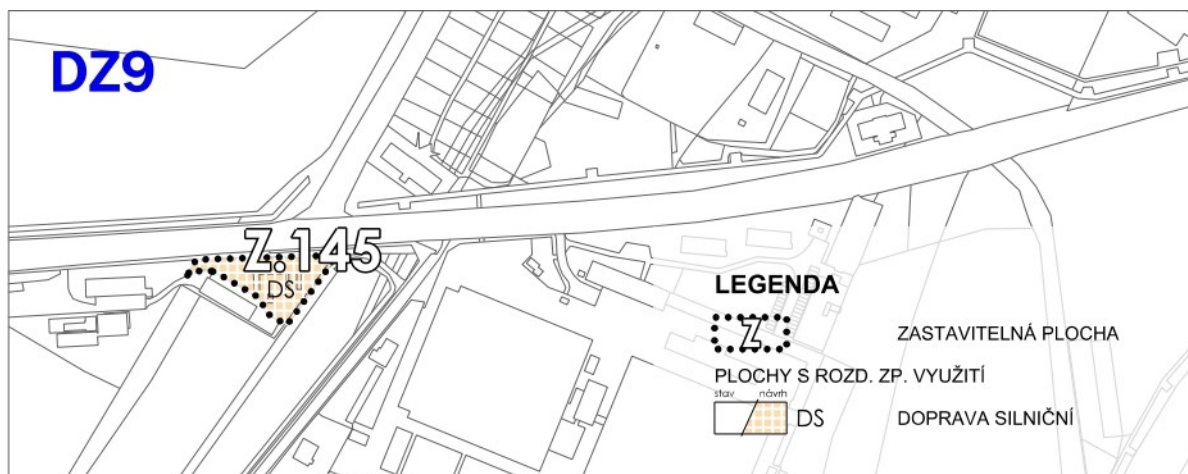 DZ9
Z.145
DS
LEGENDA
Z ZASTAVITELNÁ PLOCHA
PLOCHY S ROZD. ZP. VYUŽITÍ
stav návrh
DS DOPRAVA SILNIČNÍ